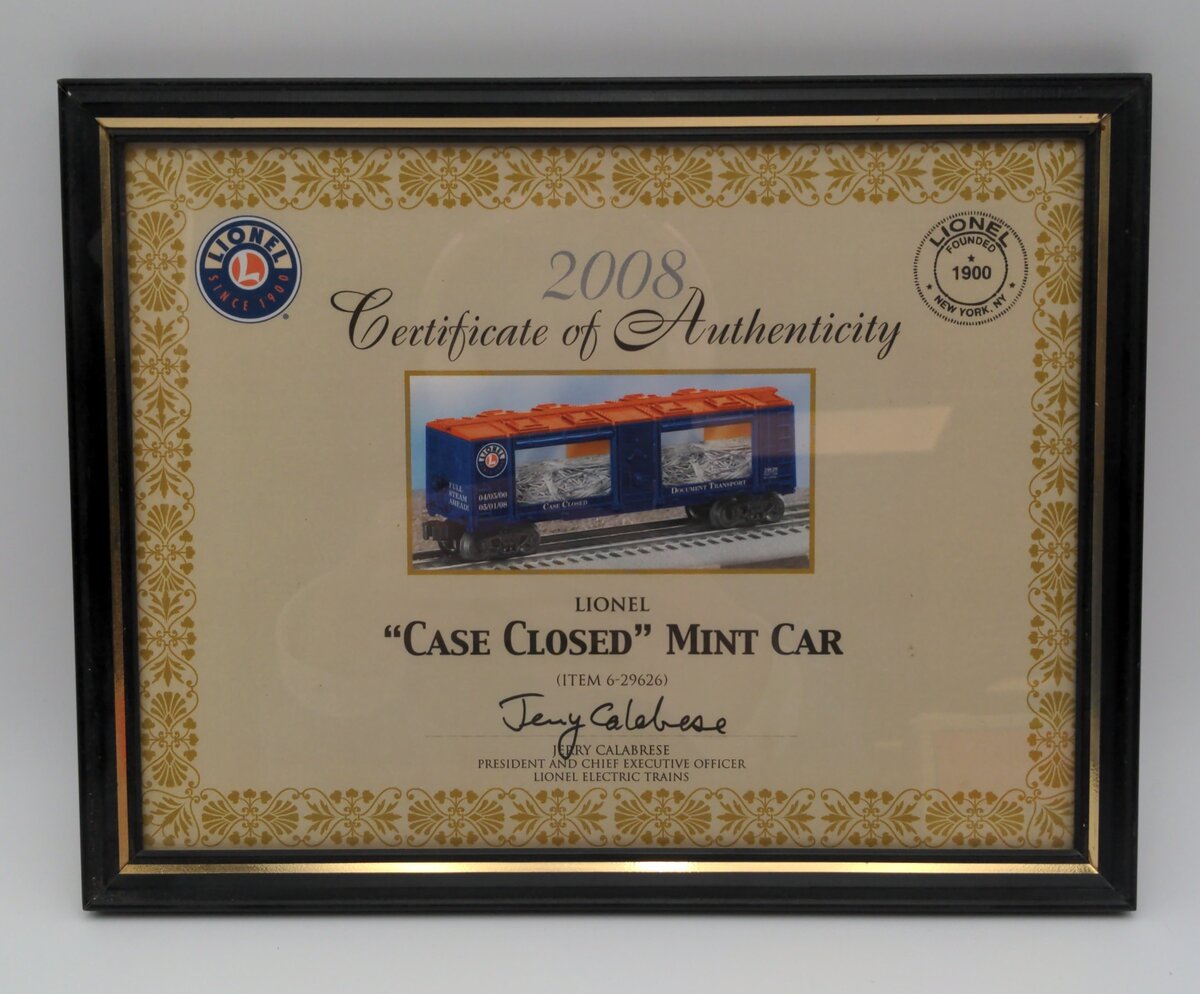 LIONEL
SINCE 1900
LIONEL
FOUNDED
1900
NEW YORK, NY
2008
Certificate of Authenticity
LIONEL
FULL
STEAM
AHEAD!
04/05/00
05/01/08
CASE CLOSED
DOCUMENT TRANSPORT
LIONEL
“CASE CLOSED” MINT CAR
(ITEM 6-29626)
Jerry Calabrese
JERRY CALABRESE
PRESIDENT AND CHIEF EXECUTIVE OFFICER
LIONEL ELECTRIC TRAINS